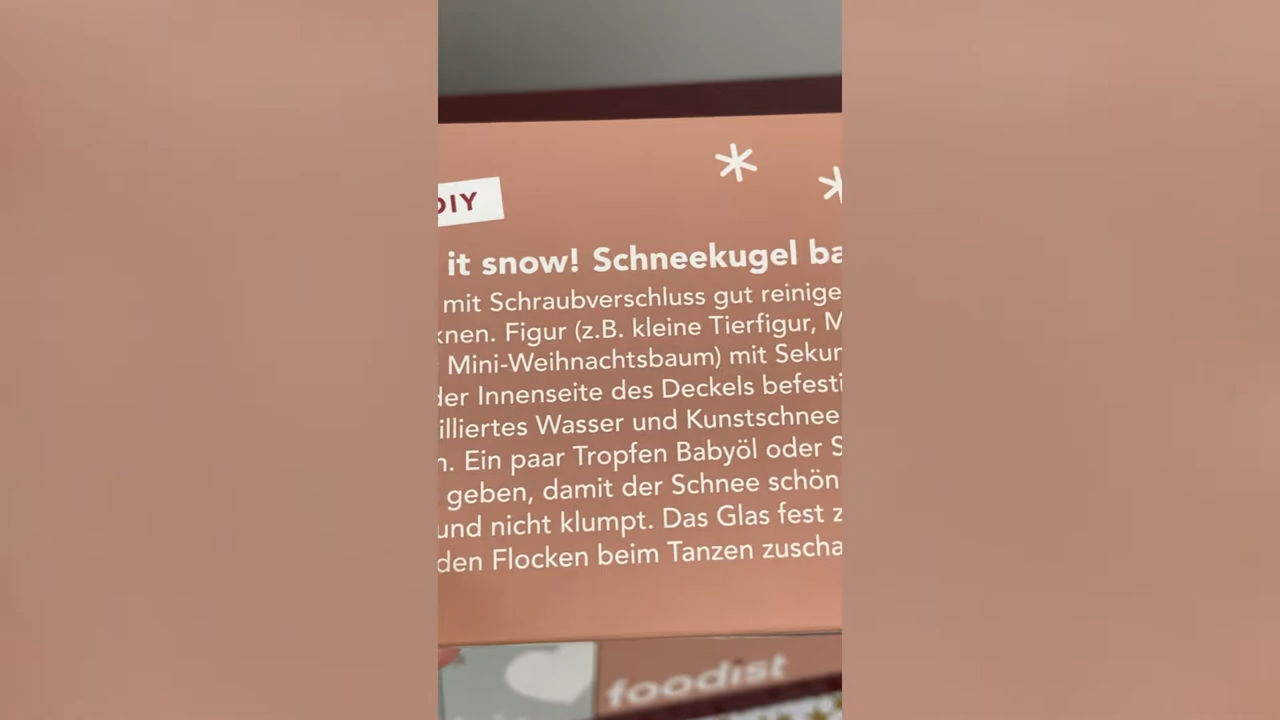 DIY
it snow! Schneekugel ba
mit Schraubverschluss gut reinige
knen. Figur (z.B. kleine Tierfigur, M
Mini-Weihnachtsbaum) mit Sekun
der Innenseite des Deckels befesti
illiertes Wasser und Kunstschnee
n. Ein paar Tropfen Babyöl oder S
geben, damit der Schnee schön
und nicht klumpt. Das Glas fest z
den Flocken beim Tanzen zuscha
foodist